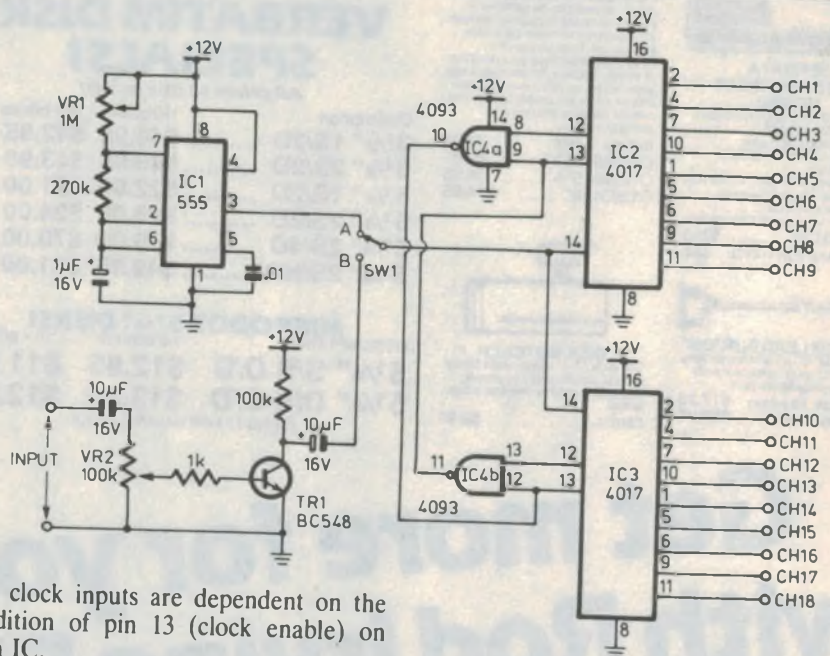 +12V
VR1
1M
270k
1µF +
16V
7
8
4
2
6
3
5
1
IC1
555
.01
A
B
SW1
+12V
100k
10µF
+
16V
TR1
BC548
INPUT
+ 10µF
16V
VR2
100k
1k
+12V
4093
14
10
8
9
7
IC4a
+12V
16
12
13
14
IC2
4017
8
2
4
7
10
1
5
6
9
11
CH1
CH2
CH3
CH4
CH5
CH6
CH7
CH8
CH9
11
13
12
IC4b
4093
+12V
16
14
12
13
IC3
4017
8
2
4
7
10
1
5
6
9
11
CH10
CH11
CH12
CH13
CH14
CH15
CH16
CH17
CH18
clock inputs are dependent on the
dition of pin 13 (clock enable) on
IC.